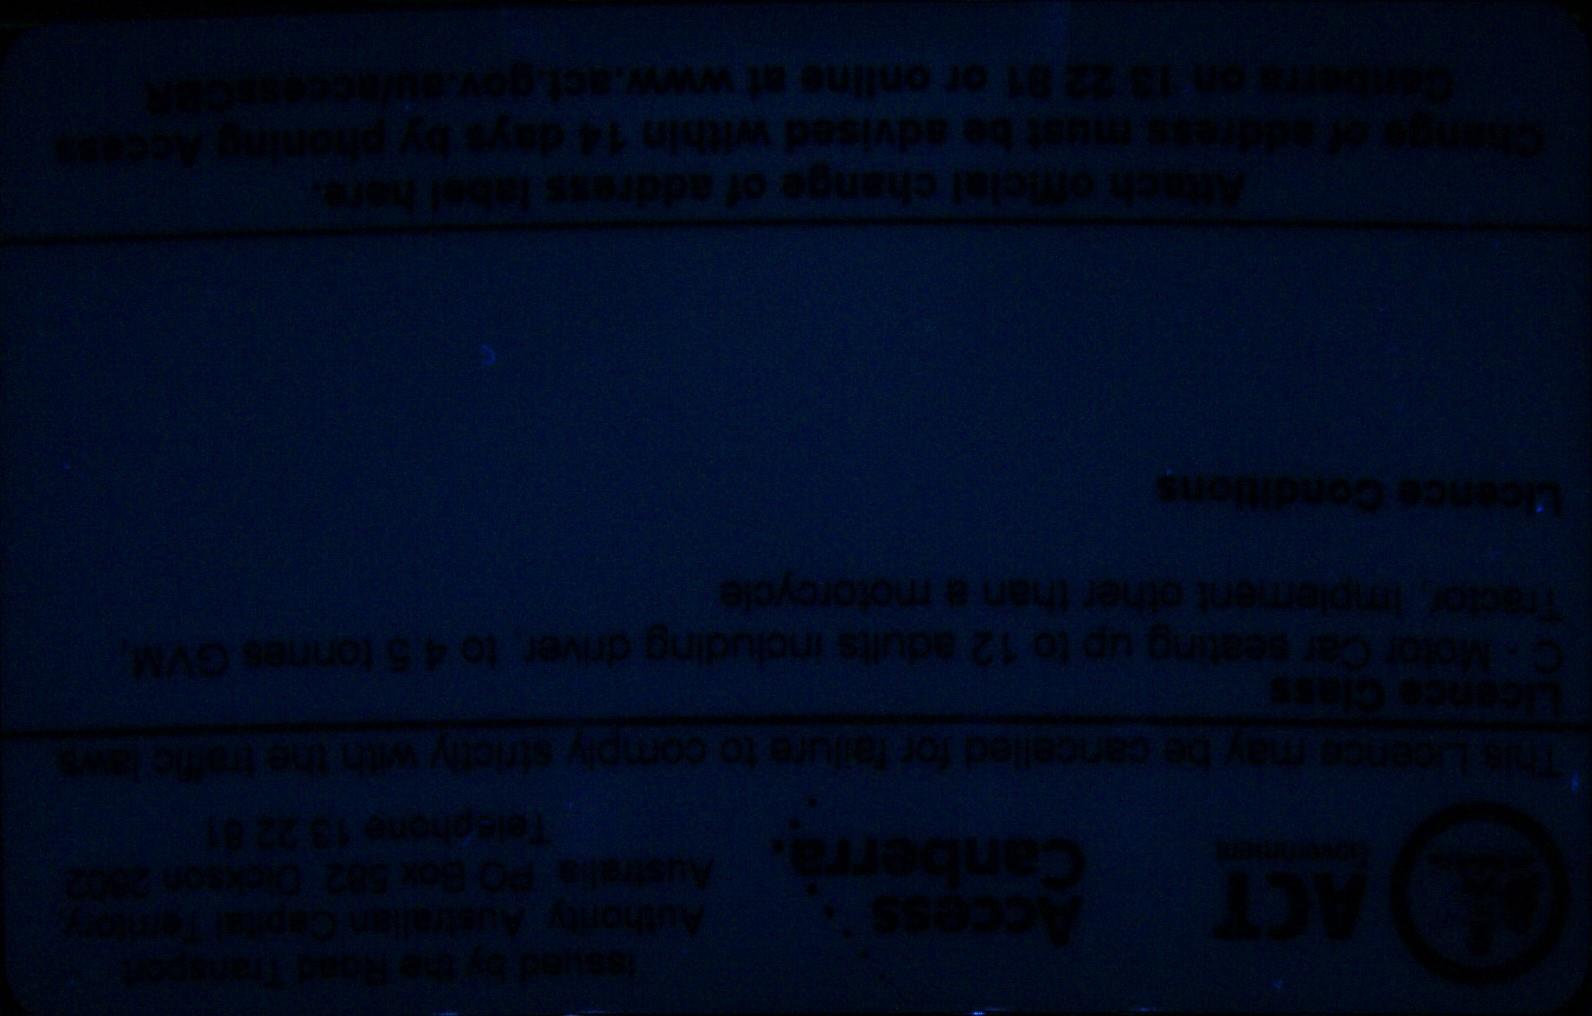 ACT
Government
Access
Canberra.
Issued by the Road Transport
Authority Australian Capital Territory,
Australia PO Box 582 Dickson 2602
Telephone 13 22 81
This Licence may be cancelled for failure to comply strictly with the traffic laws
Licence Class
C - Motor Car seating up to 12 adults including driver, to 4.5 tonnes GVM,
Tractor, Implement other than a motorcycle
Licence Conditions
Attach official change of address label here.
Change of address must be advised within 14 days by phoning Access
Canberra on 13 22 81 or online at www.act.gov.au/accessCBR